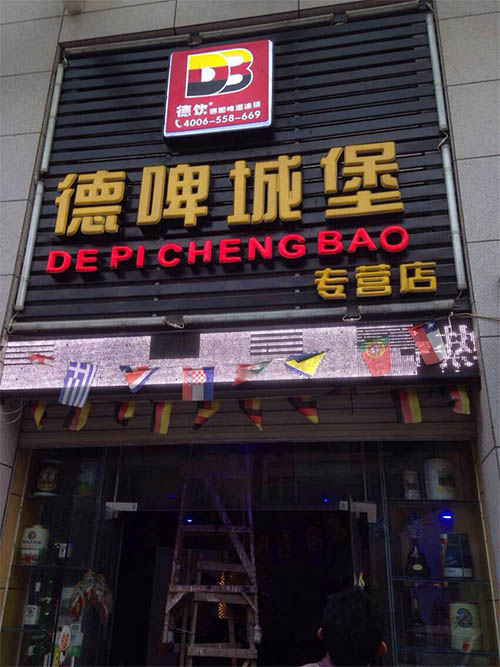 DB
德饮® 德国啤酒连锁
4006-558-669
德啤城堡
DE PI CHENG BAO
专营店